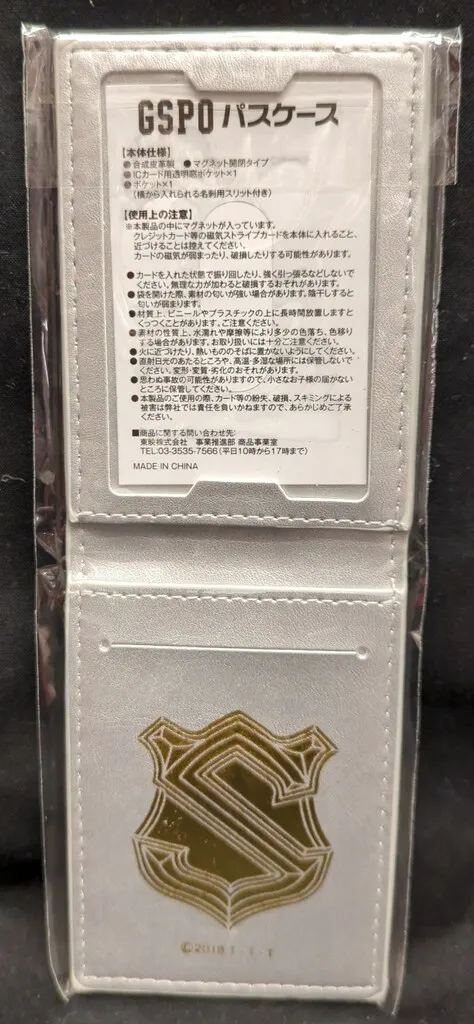 GSPO パスケース
【本体仕様】
●合成皮革製 ●マグネット開閉タイプ
●ICカード用透明窓ポケット×1
●ポケット×1
(横から入れられる名刺用スリット付き)
【使用上の注意】
※本製品の中にマグネットが入っています。
クレジットカード等の磁気ストライプカードを本体に入れること、
近づけることは控えてください。
カードの磁気が弱まったり、破損したりする可能性があります。
●カードを入れた状態で振り回したり、強く引っ張るなどしないで
ください。無理な力が加わると破損するおそれがあります。
●袋を開けた際、素材の匂いが強い場合があります。陰干しすると
匂いが弱まります。
●材質上、ビニールやプラスチックの上に長時間放置しますと
くっつくことがあります。ご注意ください。
●素材の性質上、水濡れや摩擦等により多少の色落ち、色移り
する場合があります。お取り扱いには十分ご注意ください。
●火に近づけたり、熱いもののそばに置かないようにしてください。
●直射日光のあたるところや、高温・多湿な場所には保管しないで
ください。変形・変質・劣化のおそれがあります。
●思わぬ事故の可能性がありますので、小さなお子様の届かない
ところに保管してください。
●本製品のご使用の際、カード等の紛失、破損、スキミングによる
被害は弊社では責任を負いかねますので、あらかじめご了承
ください。
■商品に関する問い合わせ先:
東映株式会社 事業推進部 商品事業室
TEL:03-3535-7566(平日10時から17時まで)
MADE IN CHINA
S
©2018 T・F・T